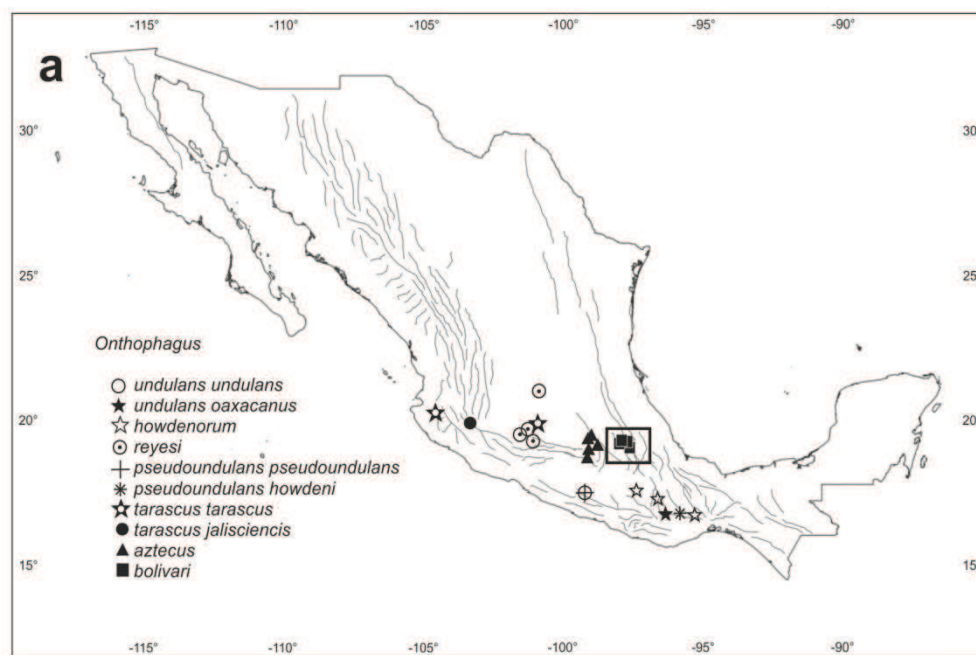 -115° -110° -105° -100° -95° -90°
a
30° 30°
25° 25°
20° 20°
15° 15
Onthophagus
undulans undulans
undulans oaxacanus
howdenorum
reyesi
pseudoundulans pseudoundulans
pseudoundulans howdeni
tarascus tarascus
tarascus jalisciencis
aztecus
bolivari
-115° -110° -105° -100° -95° -90°